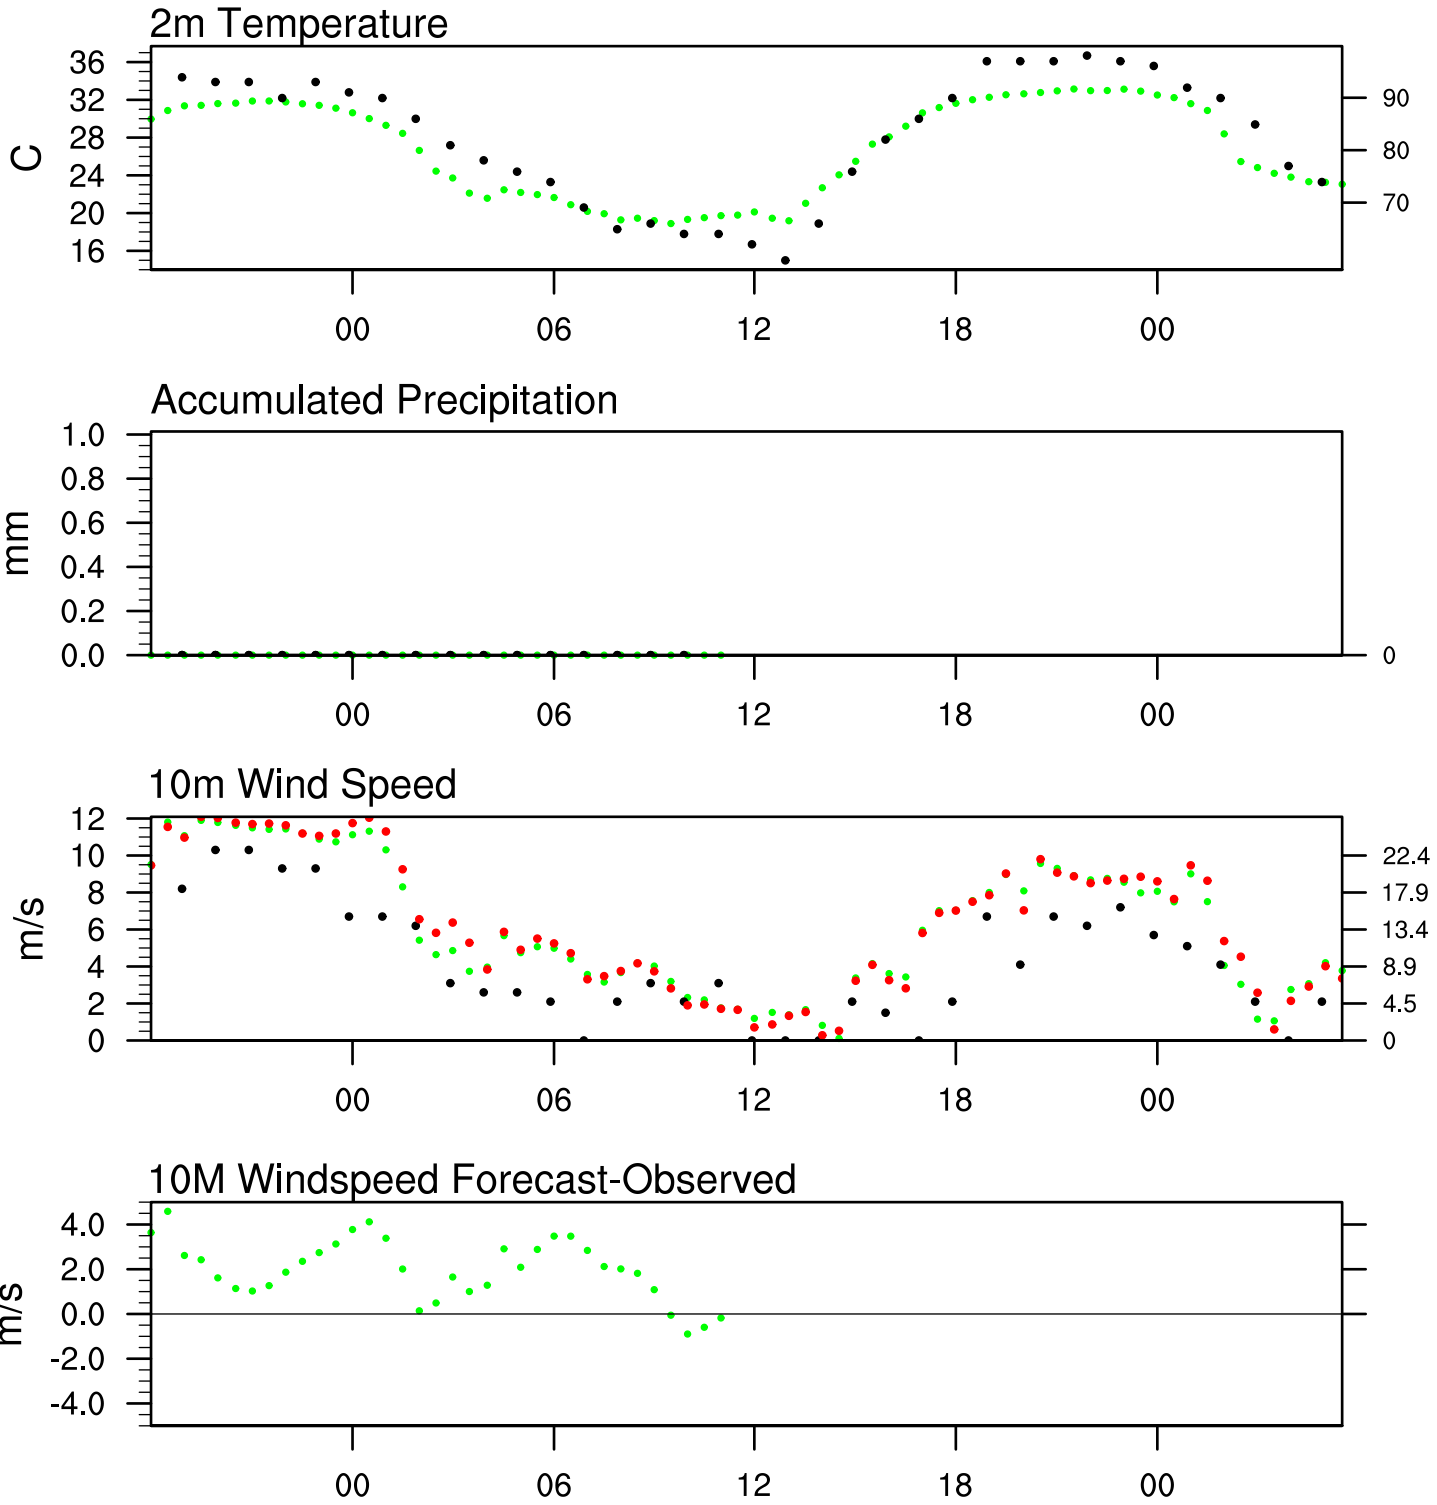 2m Temperature
36
32
28
24
20
16
C
90
80
70
00 06 12 18 00
Accumulated Precipitation
1.0
0.8
0.6
0.4
0.2
0.0
mm
0
00 06 12 18 00
10m Wind Speed
12
10
8
6
4
2
0
m/s
22.4
17.9
13.4
8.9
4.5
0
00 06 12 18 00
10M Windspeed Forecast-Observed
4.0
2.0
0.0
-2.0
-4.0
m/s
00 06 12 18 00